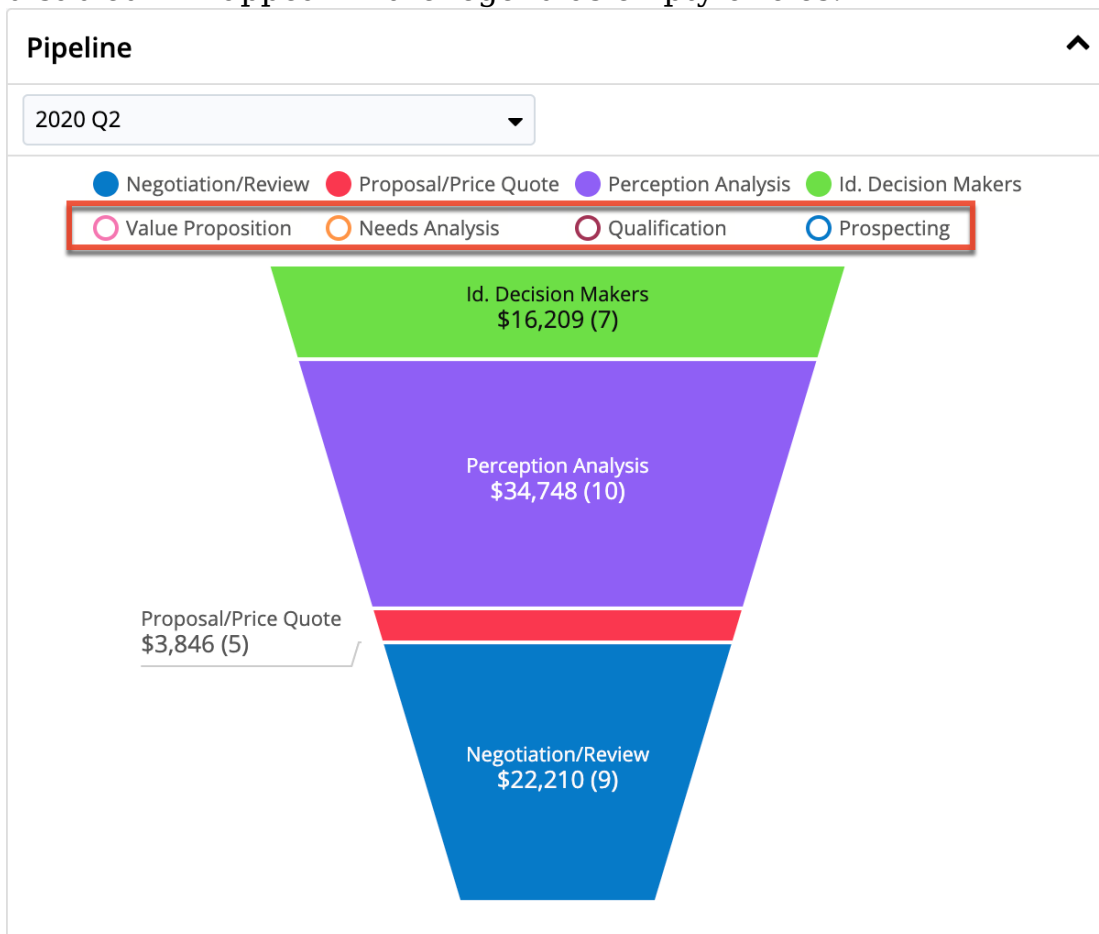 Pipeline
2020 Q2
Negotiation/Review Proposal/Price Quote Perception Analysis Id. Decision Makers
Value Proposition Needs Analysis Qualification Prospecting
Id. Decision Makers
$16,209 (7)
Perception Analysis
$34,748 (10)
Proposal/Price Quote
$3,846 (5)
Negotiation/Review
$22,210 (9)